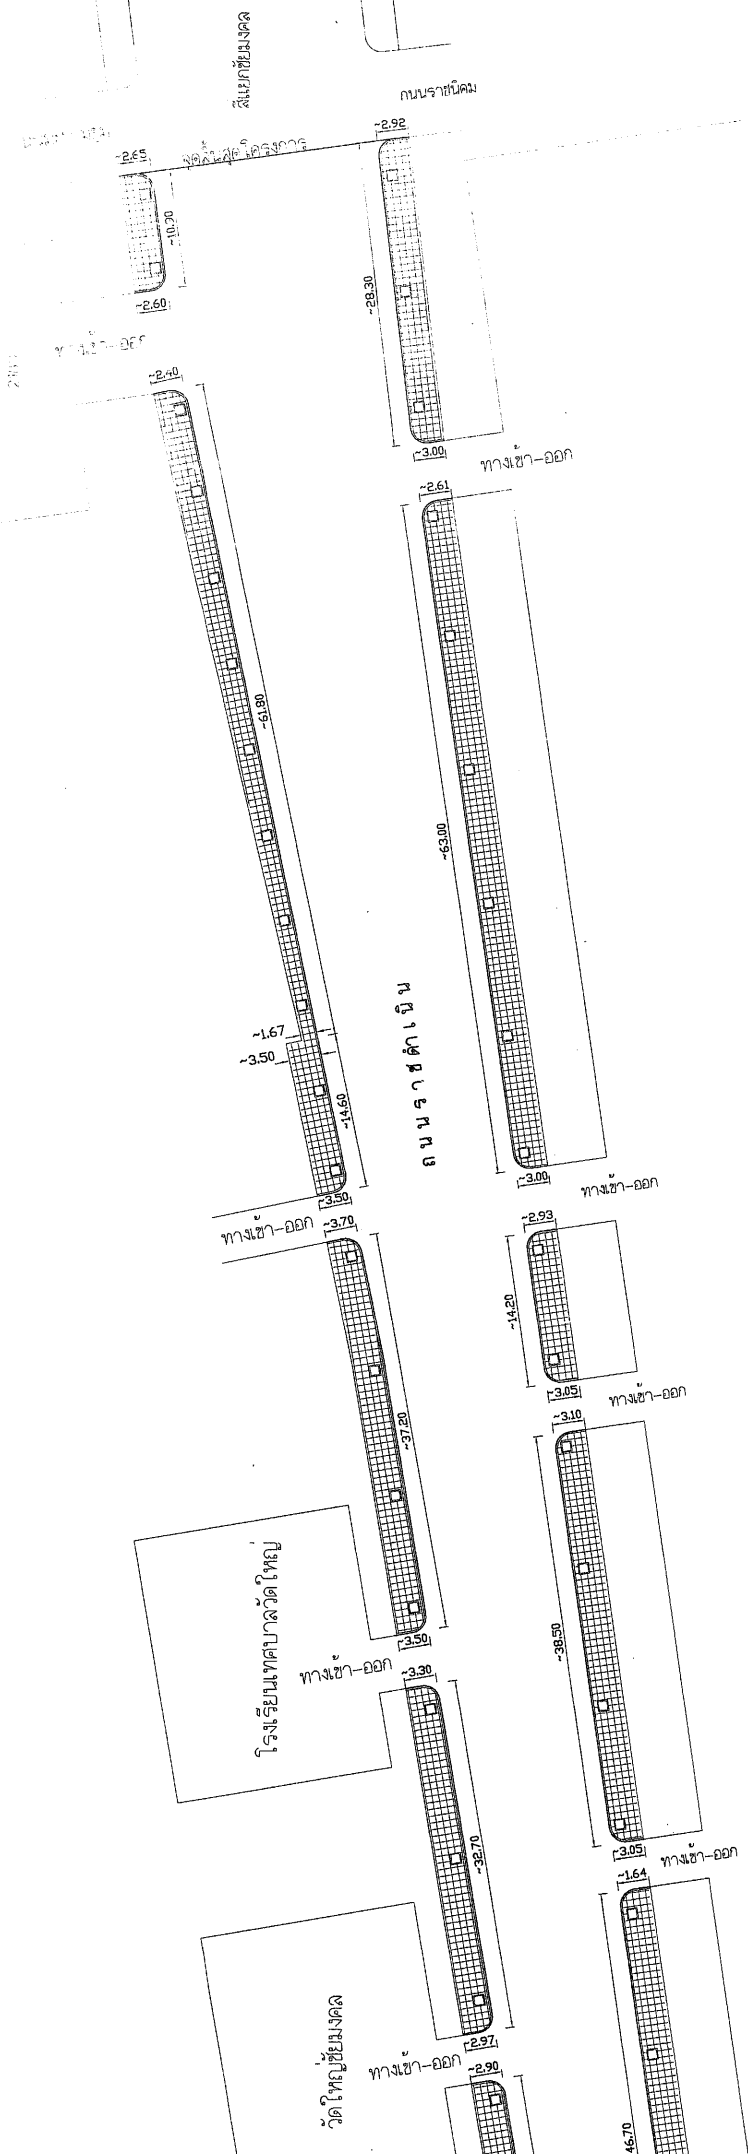 สี่แยกชัยมงคล
ถนนราชนิคม
~2.92
~2.65
จุดสิ้นสุดโครงการ
~10.90
~2.60
~28.30
ทางเข้า-ออก
~2.40
~3.00
ทางเข้า-ออก
~2.61
~61.80
~63.00
ถนนราชดำเนิน
~1.67
~3.50
~14.60
~3.50
~3.00
ทางเข้า-ออก
ทางเข้า-ออก
~3.70
~2.93
~14.20
~37.20
~3.05
ทางเข้า-ออก
~3.10
โรงเรียนเทศบาลวัดใหญ่
~38.50
~3.50
ทางเข้า-ออก
~3.30
~32.70
~3.05
ทางเข้า-ออก
~1.64
วัดใหญ่ชัยมงคล
~2.97
ทางเข้า-ออก
~2.90
46.70